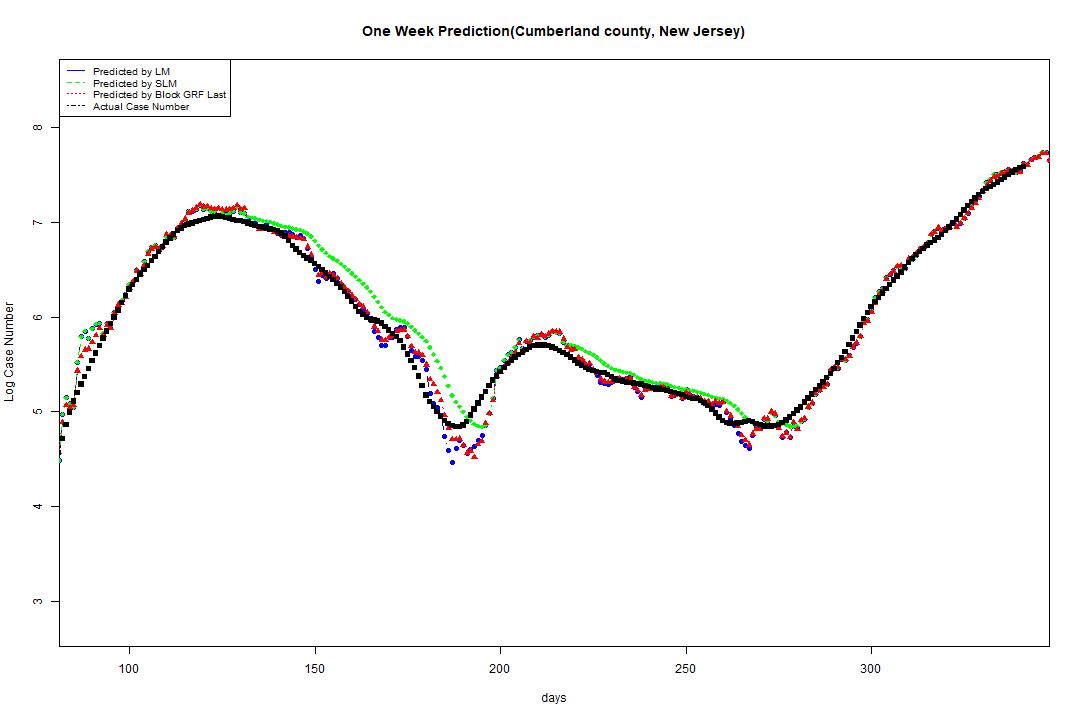 One Week Prediction(Cumberland county, New Jersey)
Predicted by LM
Predicted by SLM
Predicted by Block GRF Last
Actual Case Number
Log Case Number
8
7
6
5
4
3
100 150 200 250 300
days